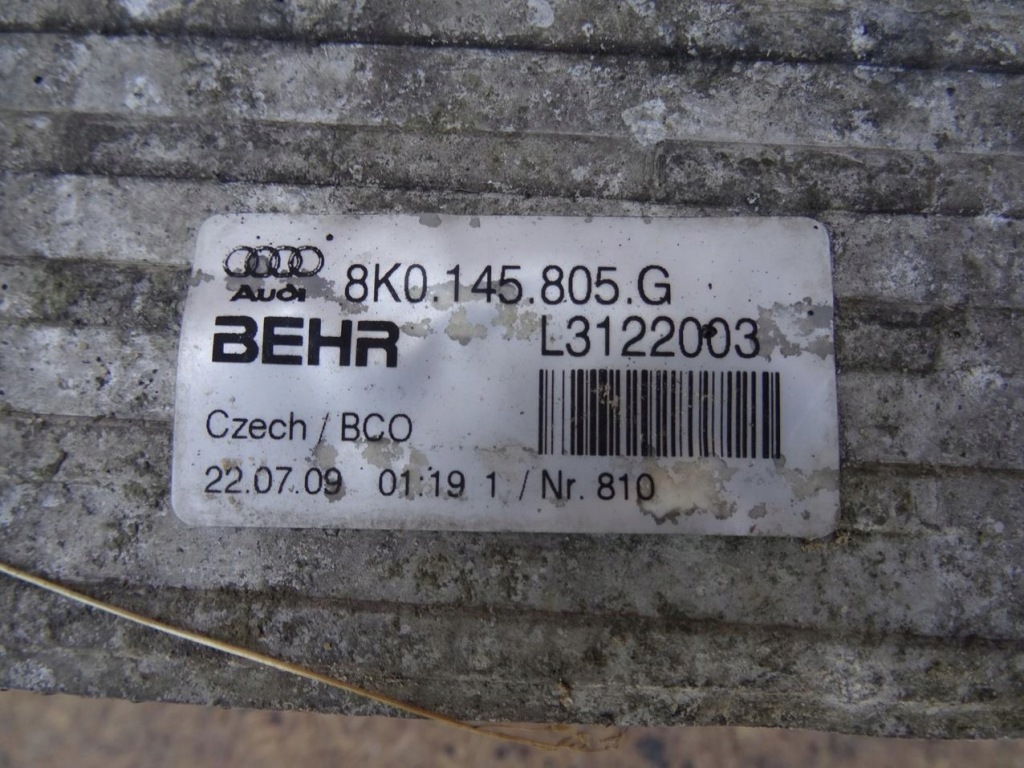 Audi 8K0.145.805.G
BEHR L3122003
Czech / BCO
22.07.09 01:19 1 / Nr. 810